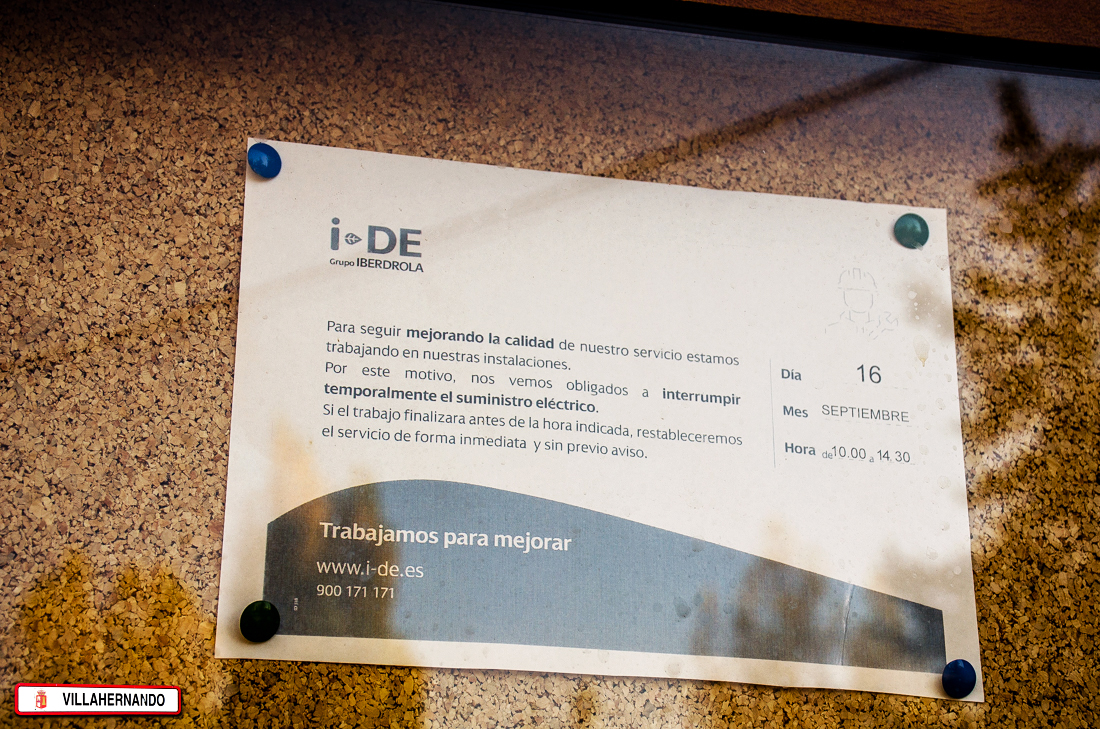 i DE
Grupo IBERDROLA
Para seguir mejorando la calidad de nuestro servicio estamos
trabajando en nuestras instalaciones.
Por este motivo, nos vemos obligados a interrumpir
temporalmente el suministro eléctrico.
Si el trabajo finalizara antes de la hora indicada, restableceremos
el servicio de forma inmediata y sin previo aviso.
Día 16
Mes SEPTIEMBRE
Hora de 10.00 a 14.30
Trabajamos para mejorar
www.i-de.es
900 171 171
VILLAHERNANDO